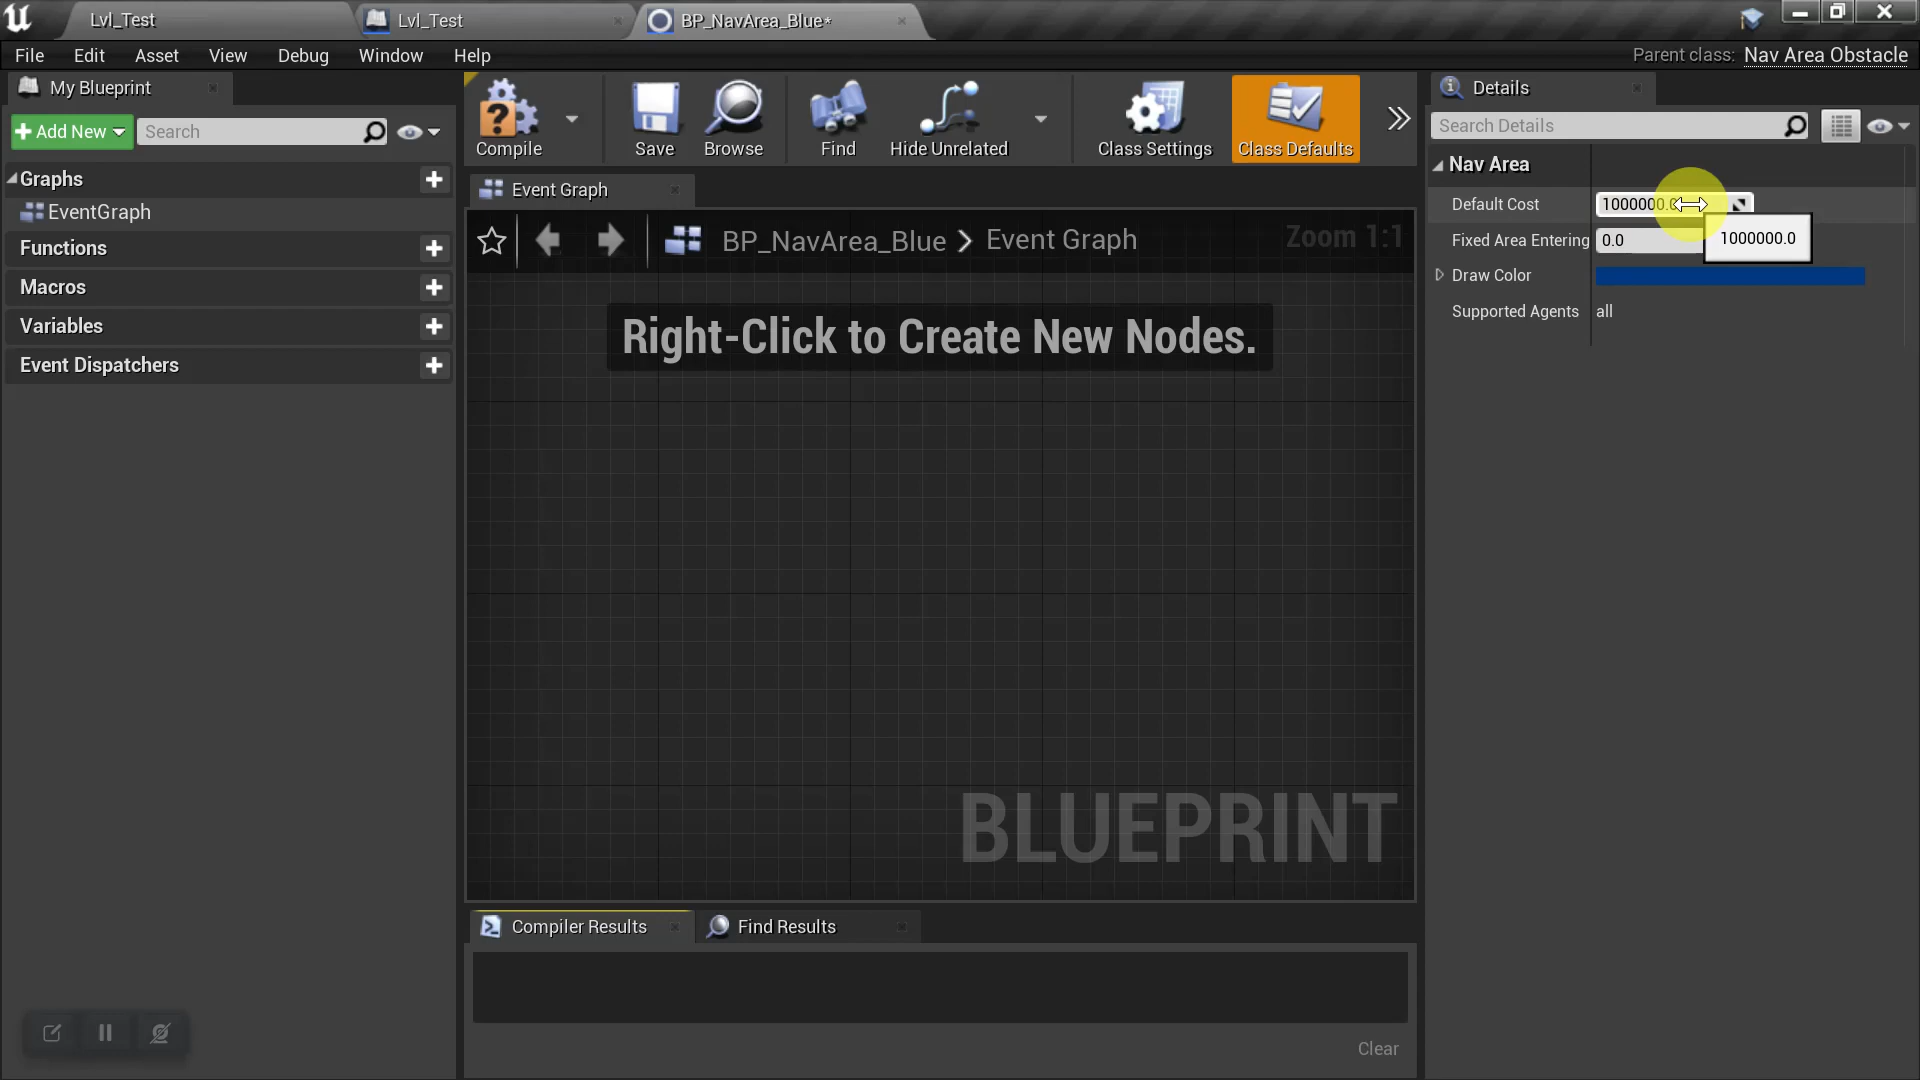 Lvl_Test
Lvl_Test
BP_NavArea_Blue*
File
Edit
Asset
View
Debug
Window
Help
Parent class: Nav Area Obstacle
My Blueprint
Add New
Search
Graphs
EventGraph
Functions
Macros
Variables
Event Dispatchers
Compile
Save
Browse
Find
Hide Unrelated
Class Settings
Class Defaults
Event Graph
BP_NavArea_Blue
Event Graph
Zoom 1:1
Right-Click to Create New Nodes.
BLUEPRINT
Compiler Results
Find Results
Clear
Details
Search Details
Nav Area
Default Cost
1000000.0
Fixed Area Entering
0.0
1000000.0
Draw Color
Supported Agents
all